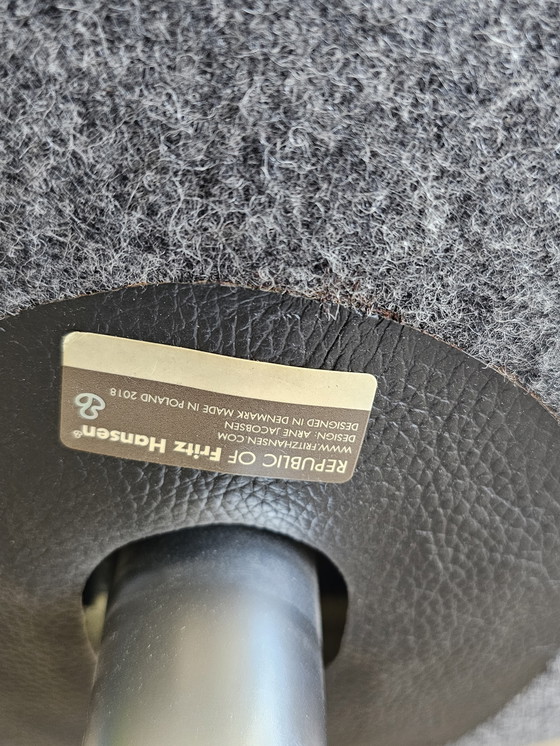 REPUBLIC OF Fritz Hansen®
WWW.FRITZHANSEN.COM
DESIGN: ARNE JACOBSEN
DESIGNED IN DENMARK MADE IN POLAND 2018